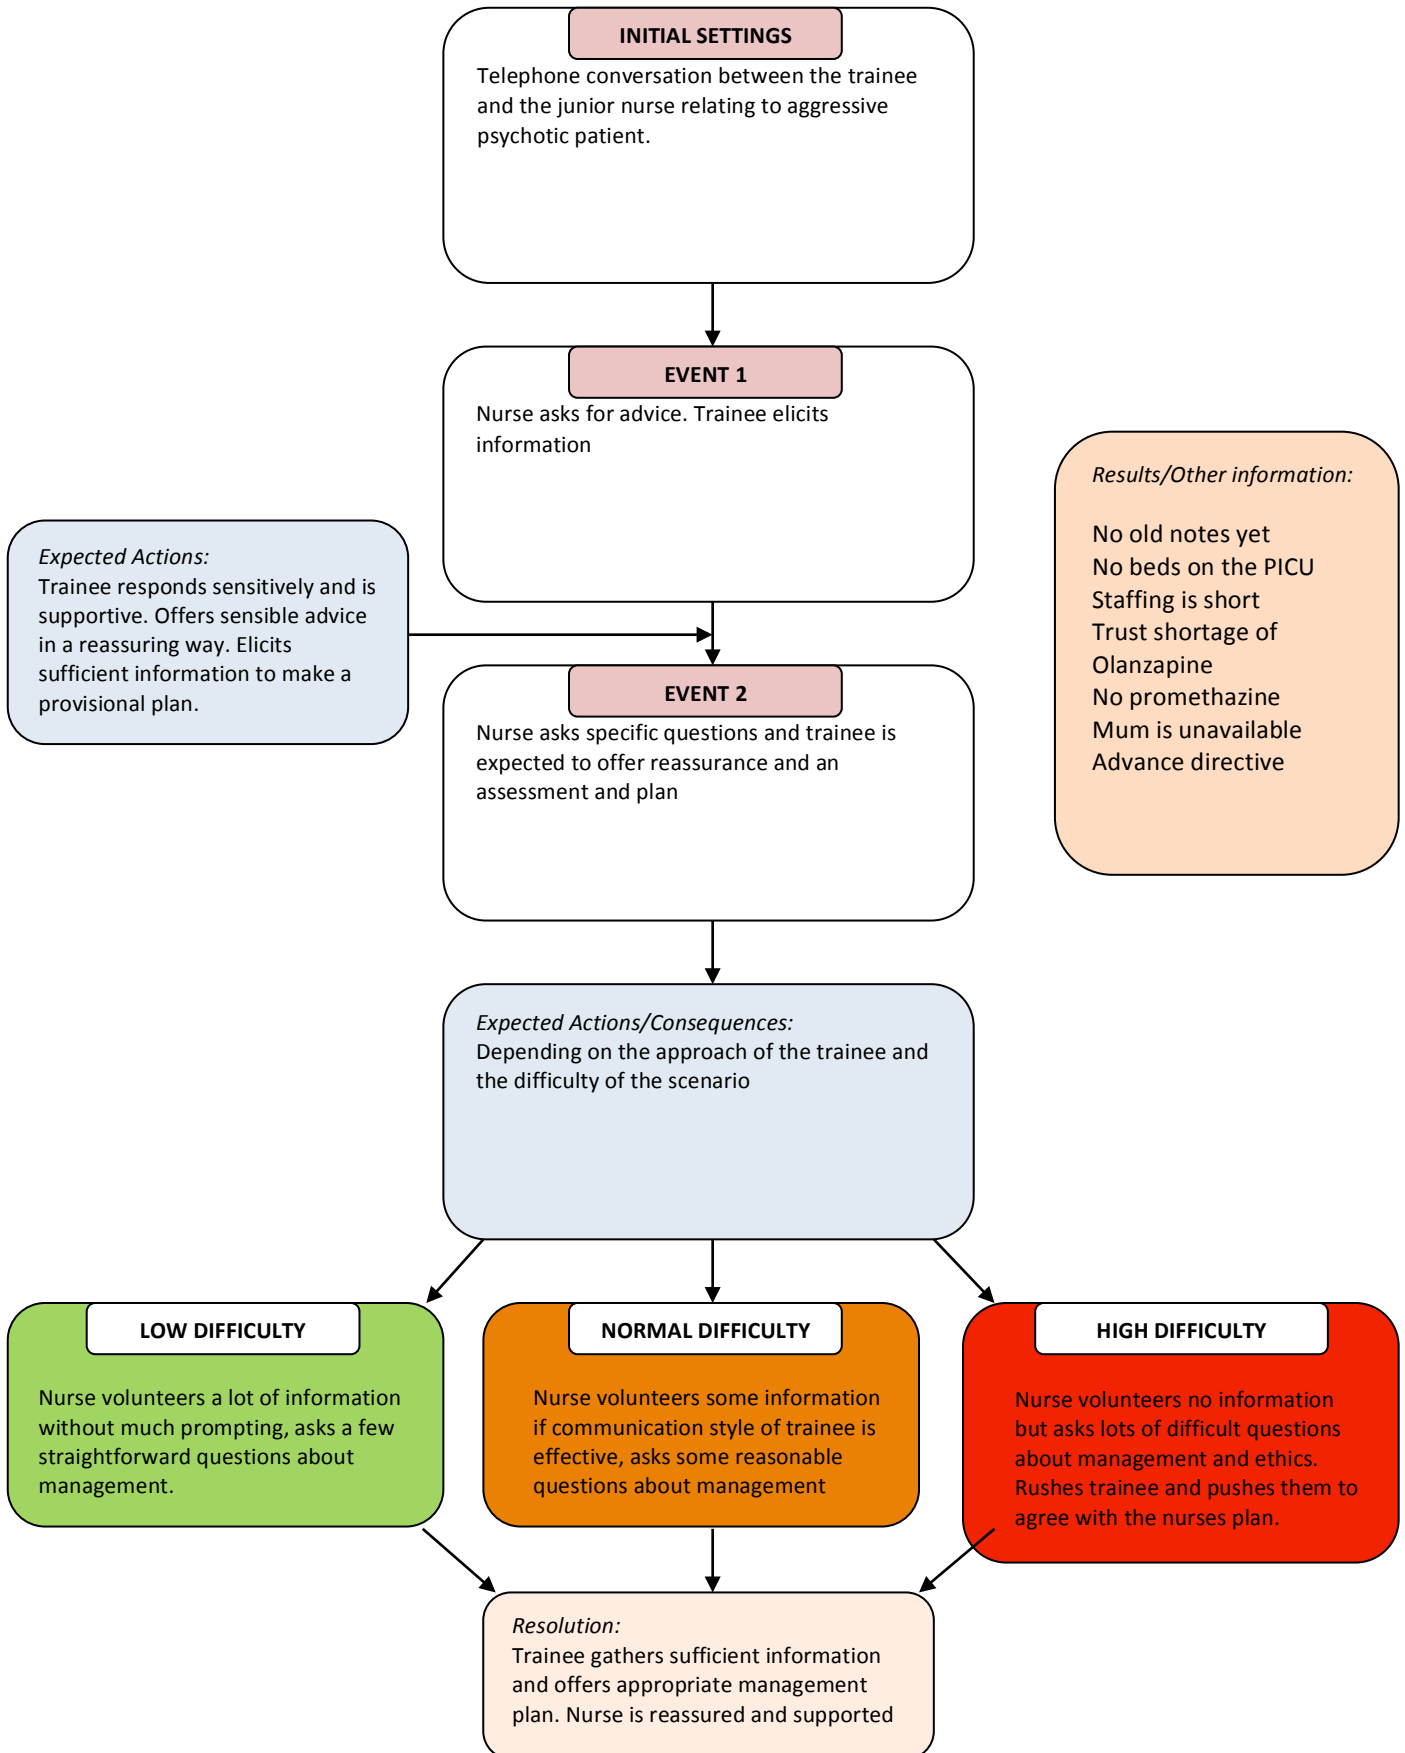 INITIAL SETTINGS
Telephone conversation between the trainee
and the junior nurse relating to aggressive
psychotic patient.
EVENT 1
Nurse asks for advice. Trainee elicits
information
Results/Other information:
No old notes yet
No beds on the PICU
Staffing is short
Trust shortage of
Olanzapine
No promethazine
Mum is unavailable
Advance directive
Expected Actions:
Trainee responds sensitively and is
supportive. Offers sensible advice
in a reassuring way. Elicits
sufficient information to make a
provisional plan.
EVENT 2
Nurse asks specific questions and trainee is
expected to offer reassurance and an
assessment and plan
Expected Actions/Consequences:
Depending on the approach of the trainee and
the difficulty of the scenario
LOW DIFFICULTY
Nurse volunteers a lot of information
without much prompting, asks a few
straightforward questions about
management.
NORMAL DIFFICULTY
Nurse volunteers some information
if communication style of trainee is
effective, asks some reasonable
questions about management
HIGH DIFFICULTY
Nurse volunteers no information
but asks lots of difficult questions
about management and ethics.
Rushes trainee and pushes them to
agree with the nurses plan.
Resolution:
Trainee gathers sufficient information
and offers appropriate management
plan. Nurse is reassured and supported